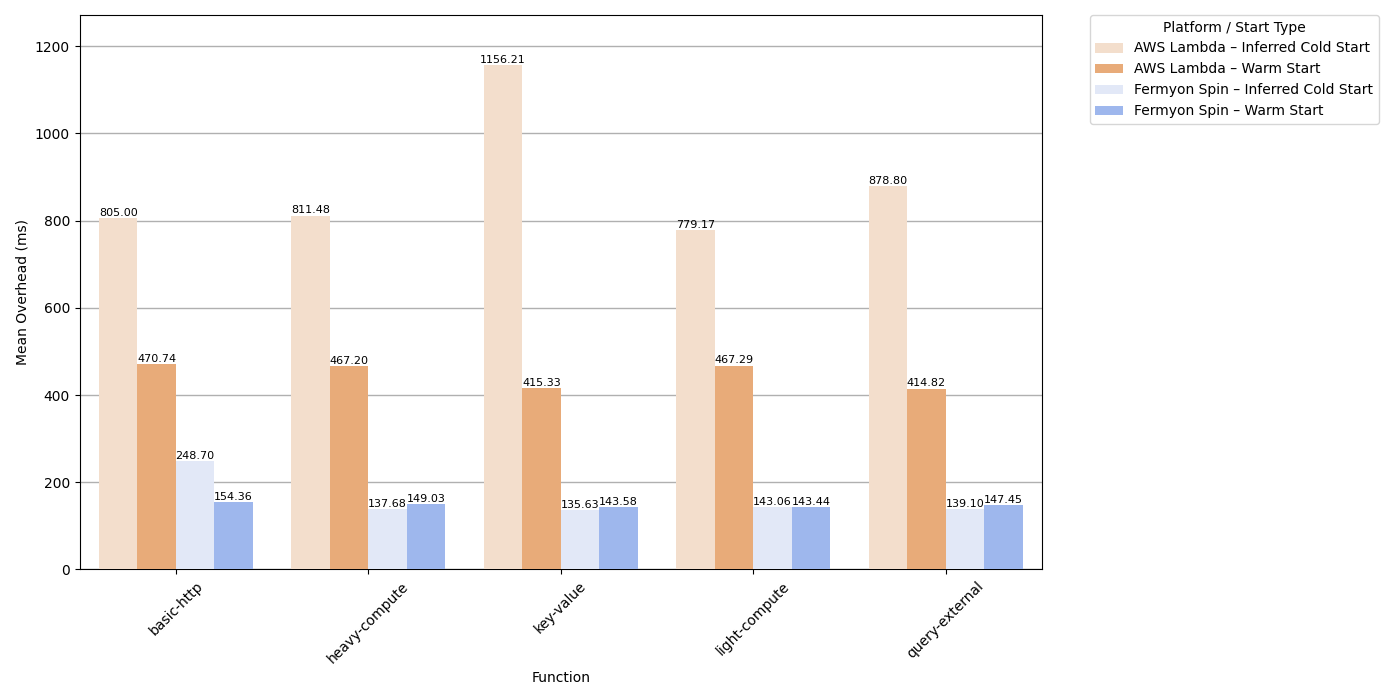 Platform / Start Type
AWS Lambda – Inferred Cold Start
AWS Lambda – Warm Start
Fermyon Spin – Inferred Cold Start
Fermyon Spin – Warm Start
Mean Overhead (ms)
1200
1000
800
600
400
200
0
805.00
470.74
248.70
154.36
811.48
467.20
137.68
149.03
1156.21
415.33
135.63
143.58
779.17
467.29
143.06
143.44
878.80
414.82
139.10
147.45
basic-http
heavy-compute
key-value
light-compute
query-external
Function